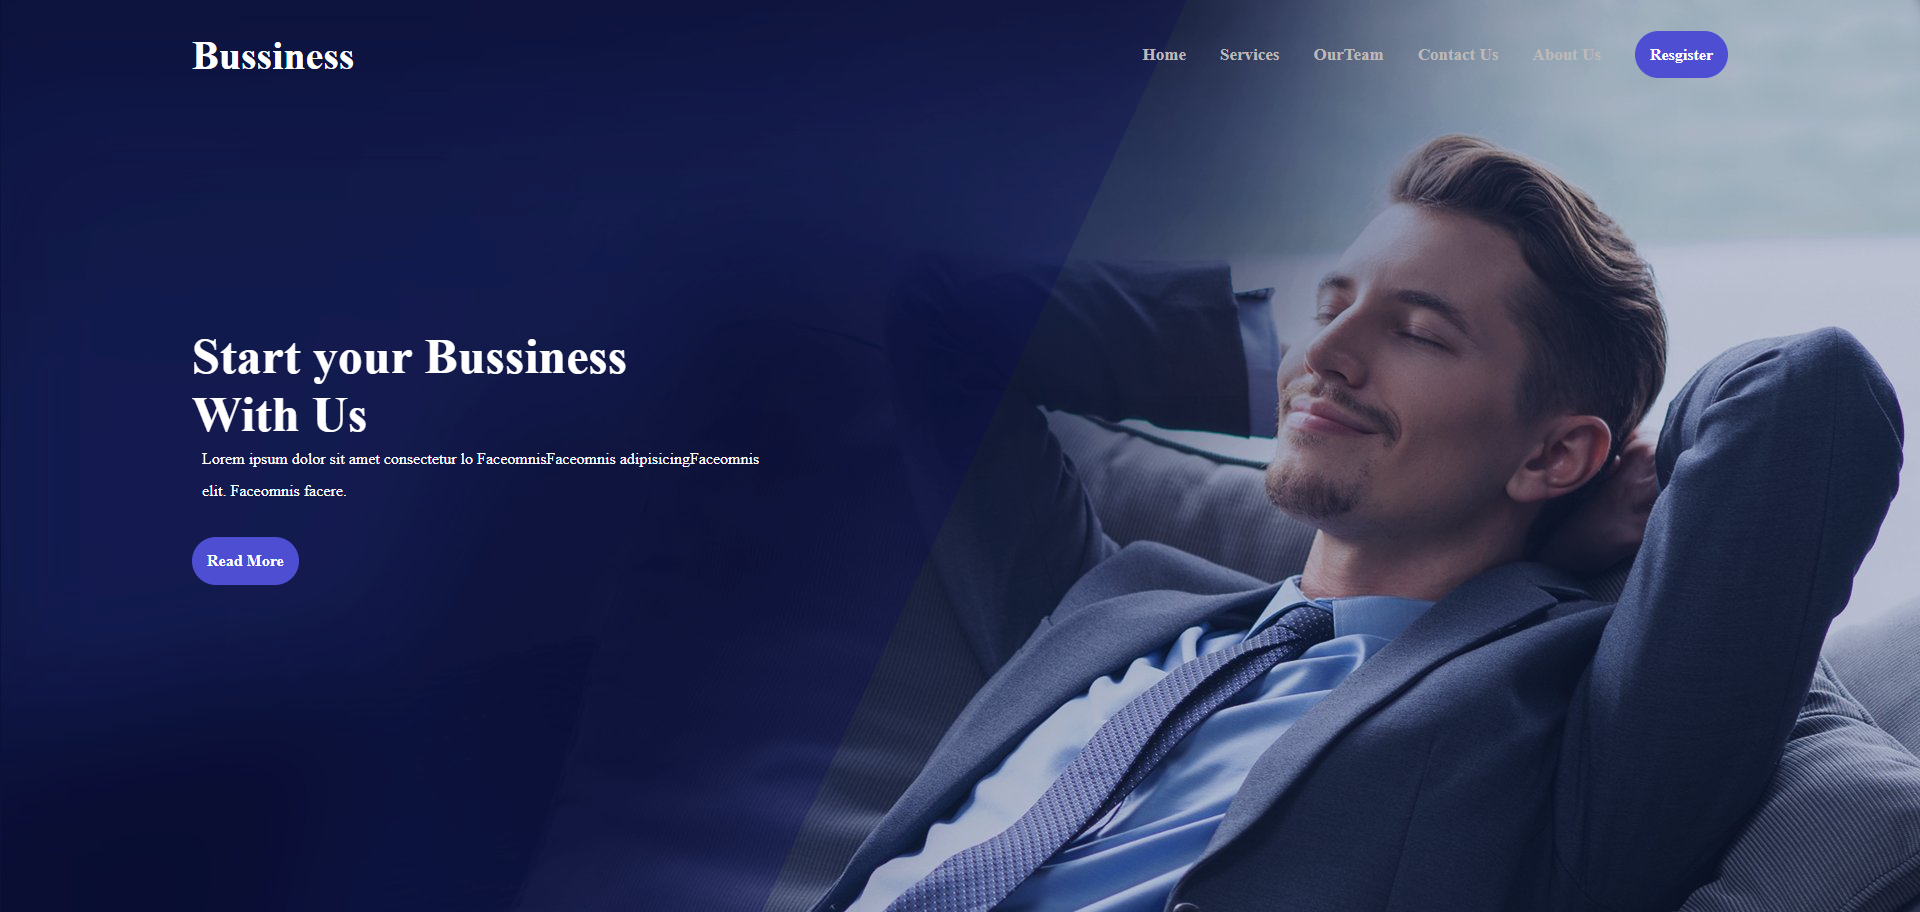 Bussiness
Home Services OurTeam Contact Us About Us Resgister
Start your Bussiness
With Us
Lorem ipsum dolor sit amet consectetur lo FaceomnisFaceomnis adipisicingFaceomnis
elit. Faceomnis facere.
Read More